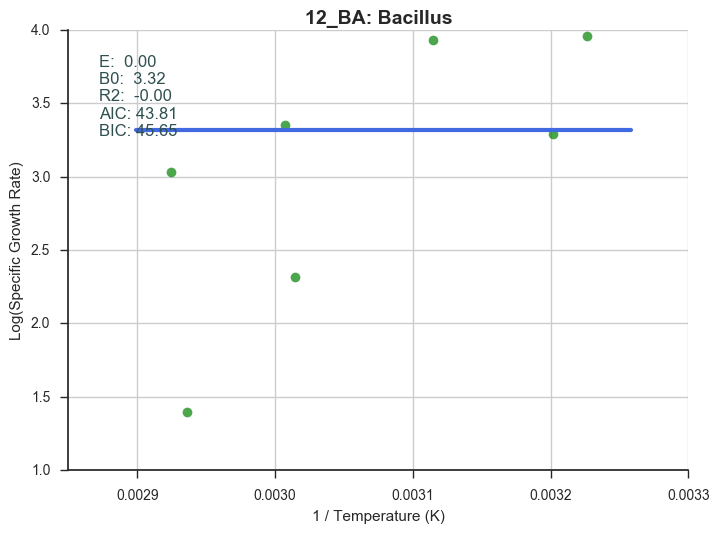 12_BA: Bacillus
E:  0.00
B0:  3.32
R2:  -0.00
AIC: 43.81
BIC: 45.65
4.0
3.5
3.0
2.5
2.0
1.5
1.0
Log(Specific Growth Rate)
0.0029
0.0030
0.0031
0.0032
0.0033
1 / Temperature (K)